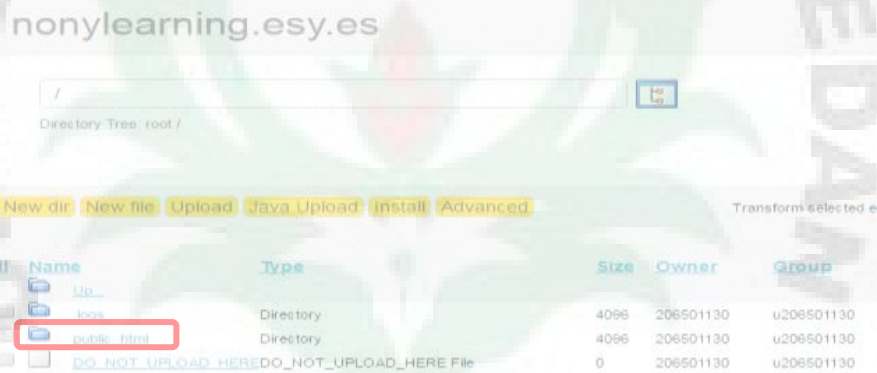 nonylearning.esy.es
/
Directory Tree: root /
New dir New file Upload Java Upload Install Advanced
Transform selected e
ll Name Type Size Owner Group
Up ..
.logs Directory 4096 206501130 u206501130
public_html Directory 4096 206501130 u206501130
DO_NOT_UPLOAD_HERE DO_NOT_UPLOAD_HERE File 0 206501130 u206501130